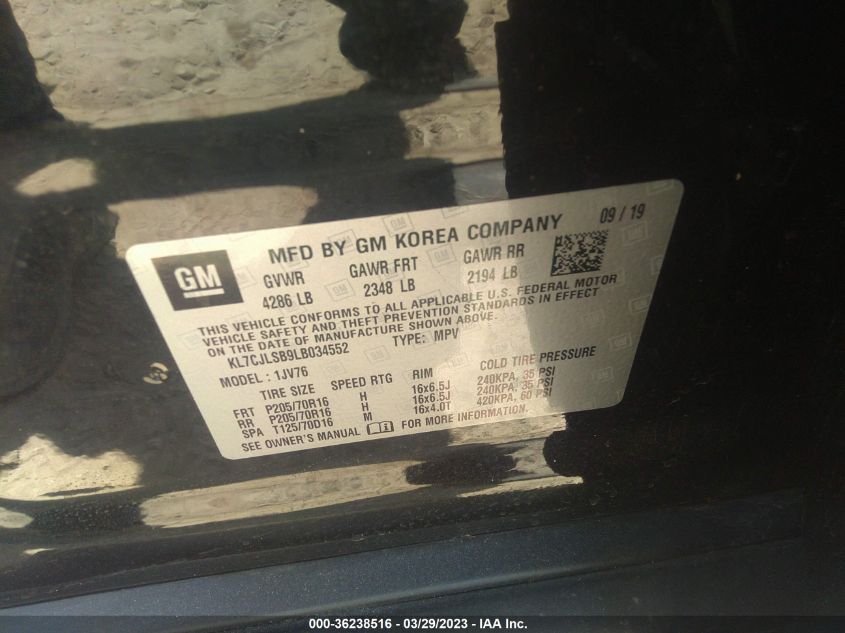 GM
MFD BY GM KOREA COMPANY 09 / 19
GVWR GAWR FRT GAWR RR
4286 LB 2348 LB 2194 LB
THIS VEHICLE CONFORMS TO ALL APPLICABLE U.S. FEDERAL MOTOR
VEHICLE SAFETY AND THEFT PREVENTION STANDARDS IN EFFECT
ON THE DATE OF MANUFACTURE SHOWN ABOVE.
KL7CJLSB9LB034552 TYPE: MPV
MODEL : 1JV76
TIRE SIZE SPEED RTG RIM COLD TIRE PRESSURE
FRT P205/70R16 H 16x6.5J 240KPA, 35 PSI
RR P205/70R16 H 16x6.5J 240KPA, 35 PSI
SPA T125/70D16 M 16x4.0T 420KPA, 60 PSI
SEE OWNER'S MANUAL FOR MORE INFORMATION.
000-36238516 / 03/29/2023 / IAA Inc.